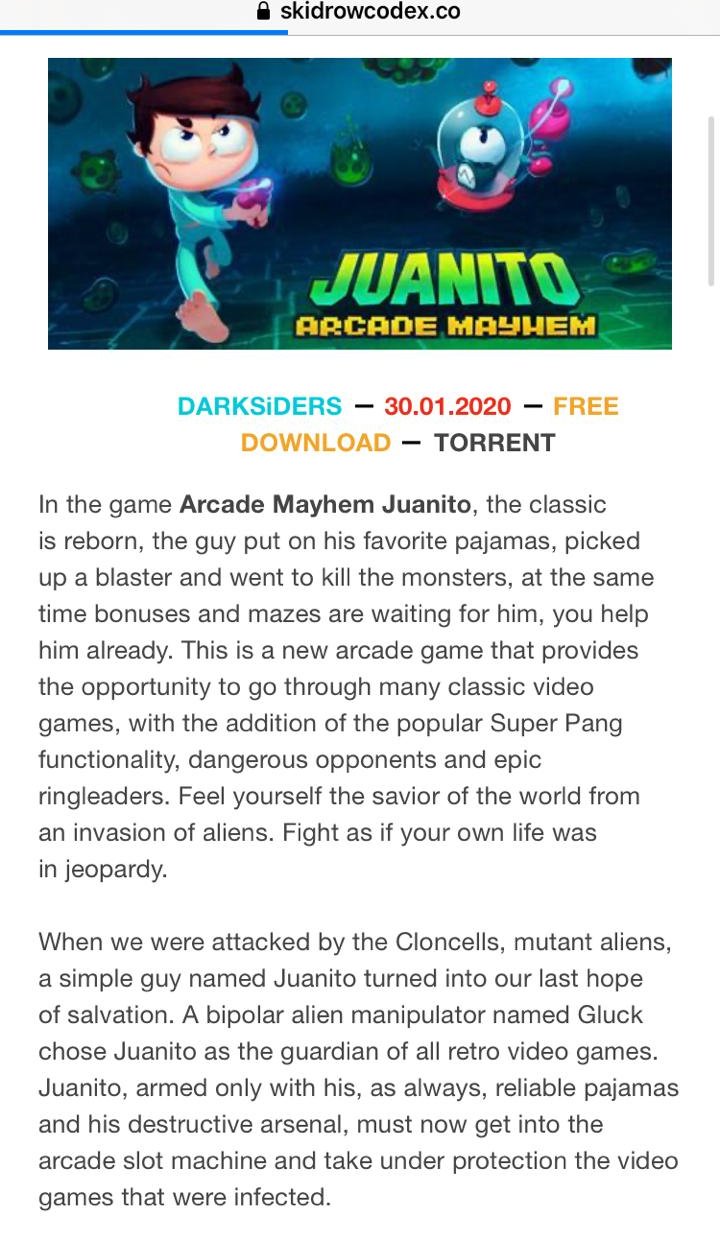 skidrowcodex.co
JUANITO
ARCADE MAYHEM
DARKSiDERS — 30.01.2020 — FREE
DOWNLOAD — TORRENT
In the game Arcade Mayhem Juanito, the classic
is reborn, the guy put on his favorite pajamas, picked
up a blaster and went to kill the monsters, at the same
time bonuses and mazes are waiting for him, you help
him already. This is a new arcade game that provides
the opportunity to go through many classic video
games, with the addition of the popular Super Pang
functionality, dangerous opponents and epic
ringleaders. Feel yourself the savior of the world from
an invasion of aliens. Fight as if your own life was
in jeopardy.
When we were attacked by the Cloncells, mutant aliens,
a simple guy named Juanito turned into our last hope
of salvation. A bipolar alien manipulator named Gluck
chose Juanito as the guardian of all retro video games.
Juanito, armed only with his, as always, reliable pajamas
and his destructive arsenal, must now get into the
arcade slot machine and take under protection the video
games that were infected.